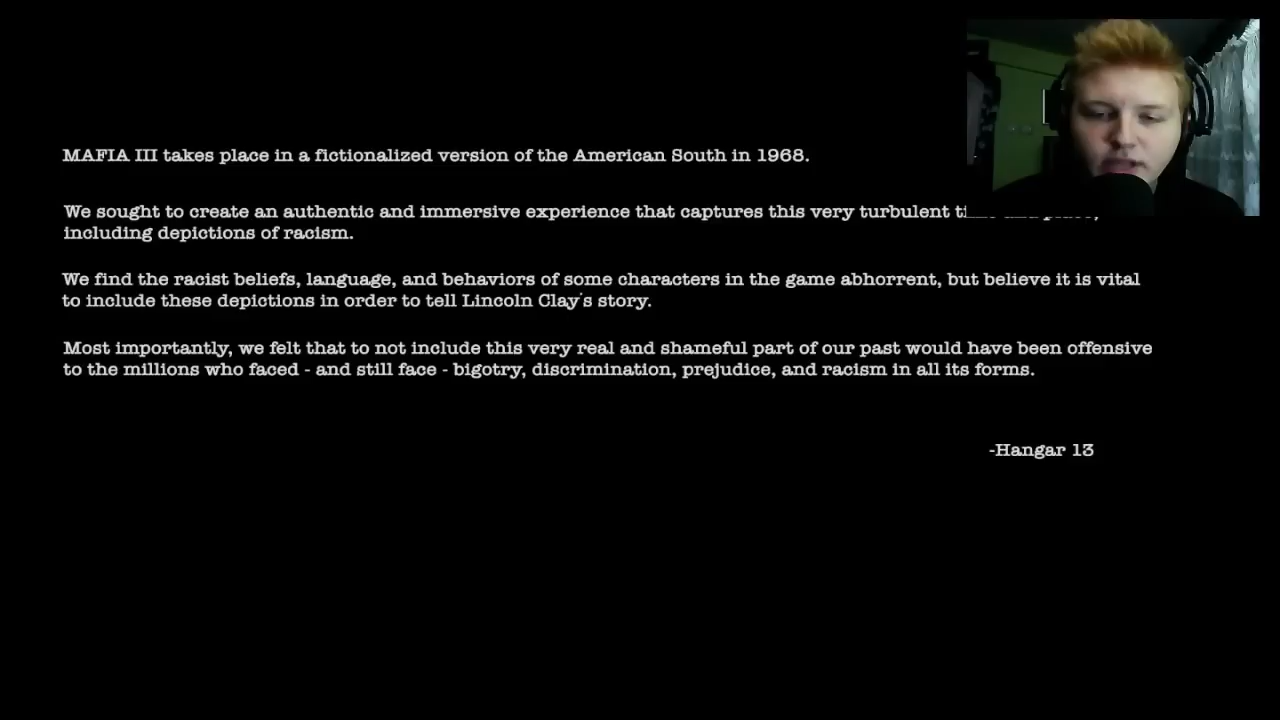 MAFIA III takes place in a fictionalized version of the American South in 1968.
We sought to create an authentic and immersive experience that captures this very turbulent
including depictions of racism.
We find the racist beliefs, language, and behaviors of some characters in the game abhorrent, but believe it is vital
to include these depictions in order to tell Lincoln Clay's story.
Most importantly, we felt that to not include this very real and shameful part of our past would have been offensive
to the millions who faced - and still face - bigotry, discrimination, prejudice, and racism in all its forms.
-Hangar 13